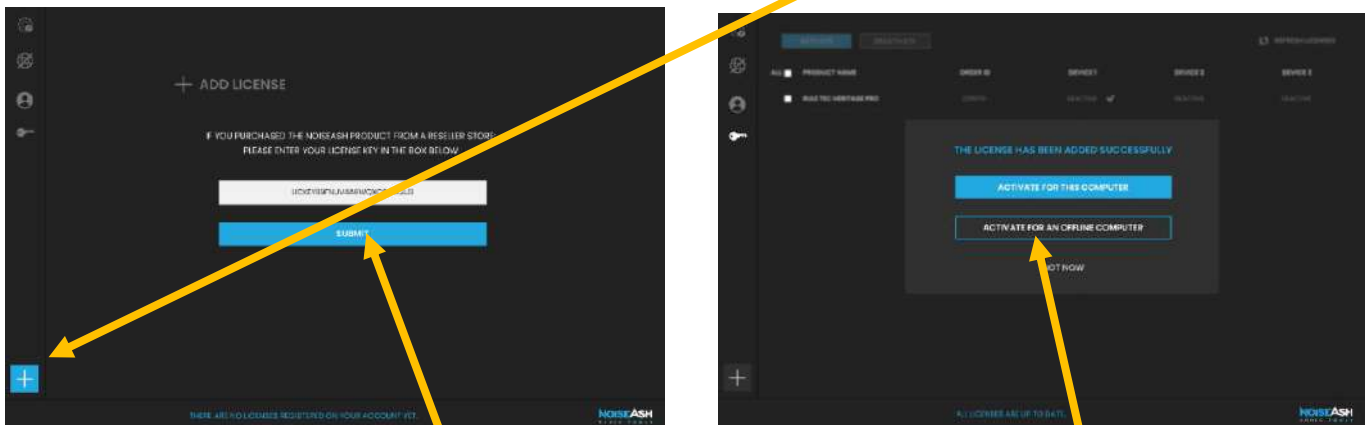 ADD LICENSE
IF YOU PURCHASED THE NOISEASH PRODUCT FROM A RESELLER STORE,
PLEASE ENTER YOUR LICENSE KEY IN THE BOX BELOW
SUBMIT
THERE ARE NO LICENSES REGISTERED ON YOUR ACCOUNT YET.
NOISEASH
REFRESH LICENSES
ALL PRODUCT NAME ORDER ID DEVICE 1 DEVICE 2 DEVICE 3
THE LICENSE HAS BEEN ADDED SUCCESSFULLY
ACTIVATE FOR THIS COMPUTER
ACTIVATE FOR AN OFFLINE COMPUTER
NOT NOW
ALL LICENSES ARE UP TO DATE.
NOISEASH